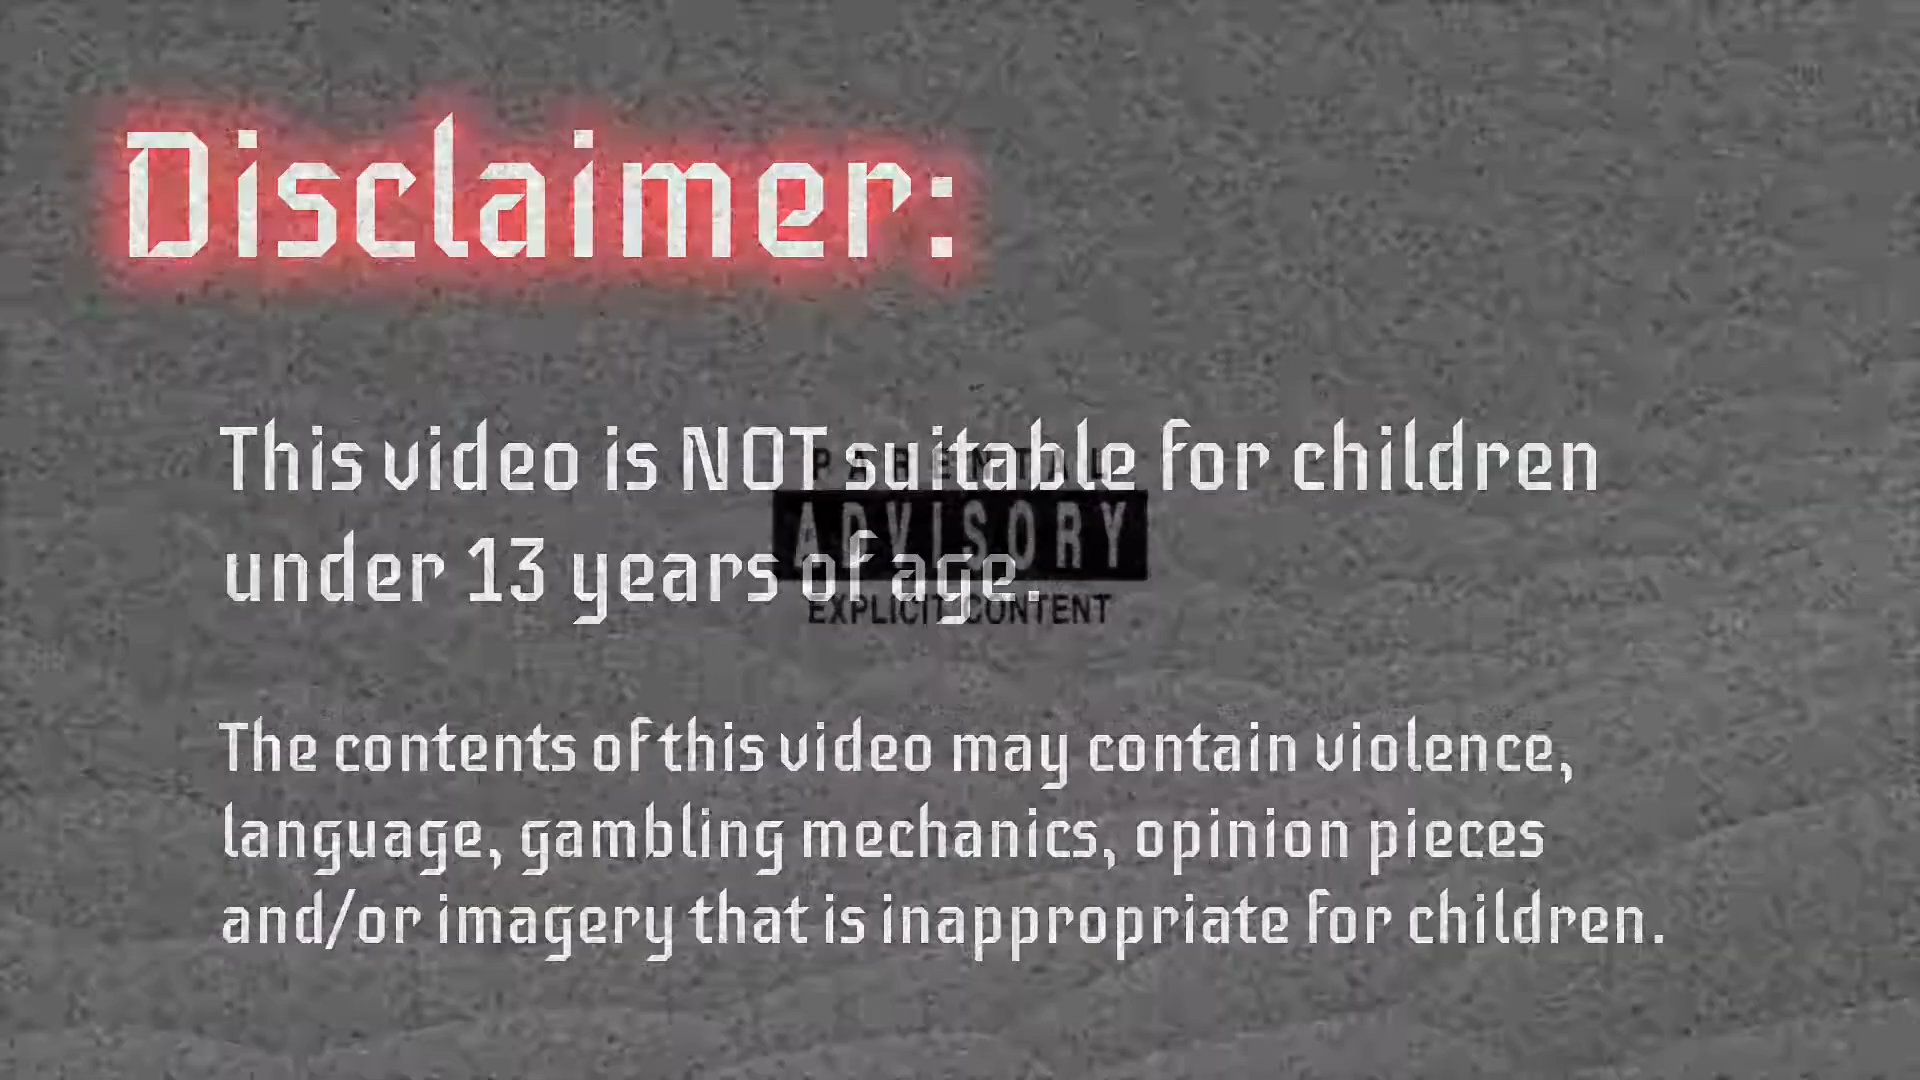 Disclaimer:
This video is NOT suitable for children
under 13 years of age.
PARENTAL
ADVISORY
EXPLICIT CONTENT
The contents of this video may contain violence,
language, gambling mechanics, opinion pieces
and/or imagery that is inappropriate for children.